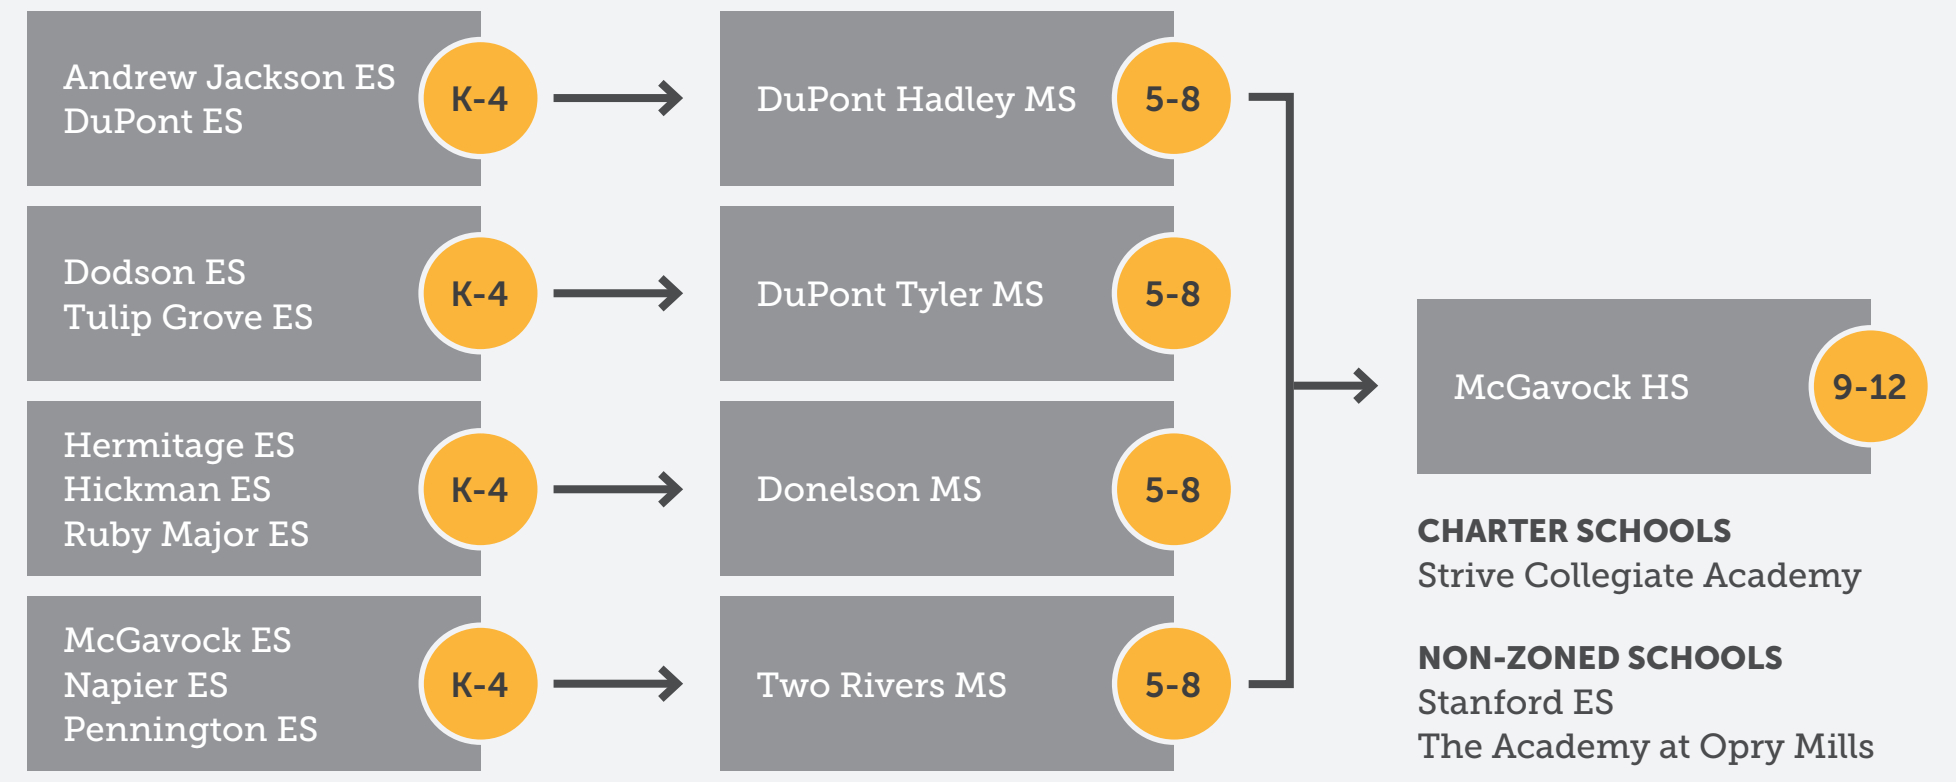 Andrew Jackson ES
DuPont ES
K-4
DuPont Hadley MS
5-8
Dodson ES
Tulip Grove ES
K-4
DuPont Tyler MS
5-8
Hermitage ES
Hickman ES
Ruby Major ES
K-4
Donelson MS
5-8
McGavock ES
Napier ES
Pennington ES
K-4
Two Rivers MS
5-8
McGavock HS
9-12
CHARTER SCHOOLS
Strive Collegiate Academy
NON-ZONED SCHOOLS
Stanford ES
The Academy at Opry Mills